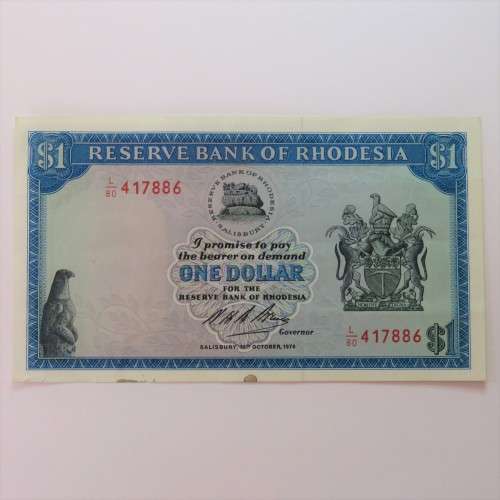 $1 RESERVE BANK OF RHODESIA $1
L/80 417886
RESERVE BANK OF RHODESIA
SALISBURY
I promise to pay
the bearer on demand
ONE DOLLAR
FOR THE
RESERVE BANK OF RHODESIA
Governor
L/80 417886 $1
SALISBURY, OCTOBER, 1974